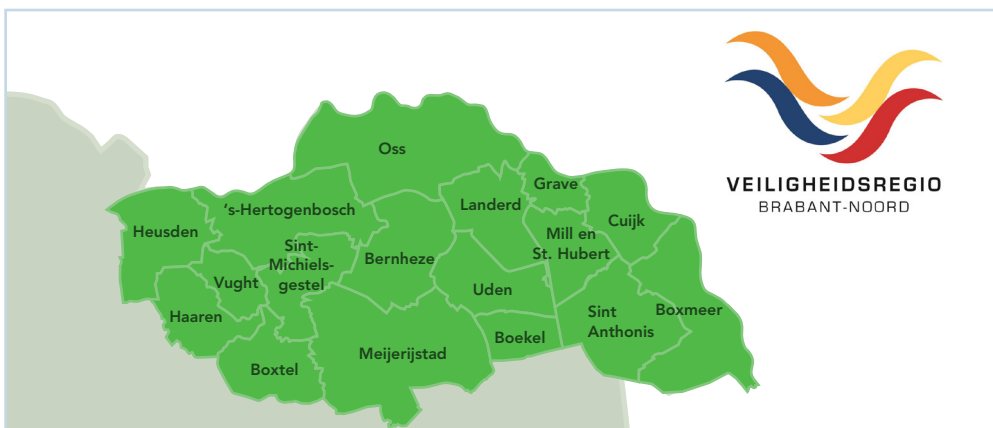 Oss
Grave
Landerd
's-Hertogenbosch
Cuijk
Heusden
Mill en
St. Hubert
Sint-
Michiels-
gestel
Bernheze
Vught
Uden
Haaren
Sint
Anthonis
Boxmeer
Boekel
Meijerijstad
Boxtel
VEILIGHEIDSREGIO
BRABANT-NOORD